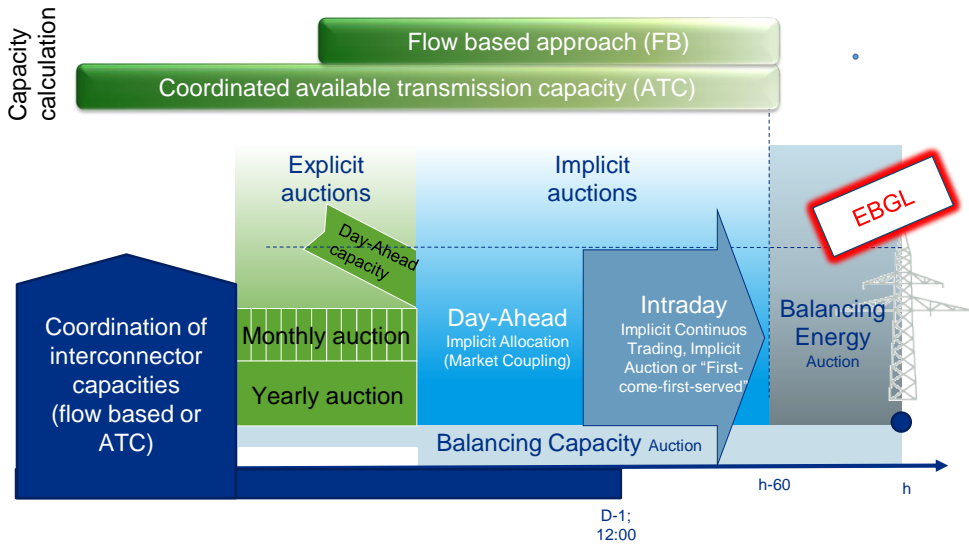 Capacity
calculation
Flow based approach (FB)
Coordinated available transmission capacity (ATC)
Explicit
auctions
Implicit
auctions
EBGL
Day-Ahead
capacity
Coordination of
interconnector
capacities
(flow based or
ATC)
Monthly auction
Yearly auction
Day-Ahead
Implicit Allocation
(Market Coupling)
Intraday
Implicit Continuos
Trading, Implicit
Auction or “First-
come-first-served”
Balancing
Energy
Auction
Balancing Capacity Auction
h-60
h
D-1;
12:00